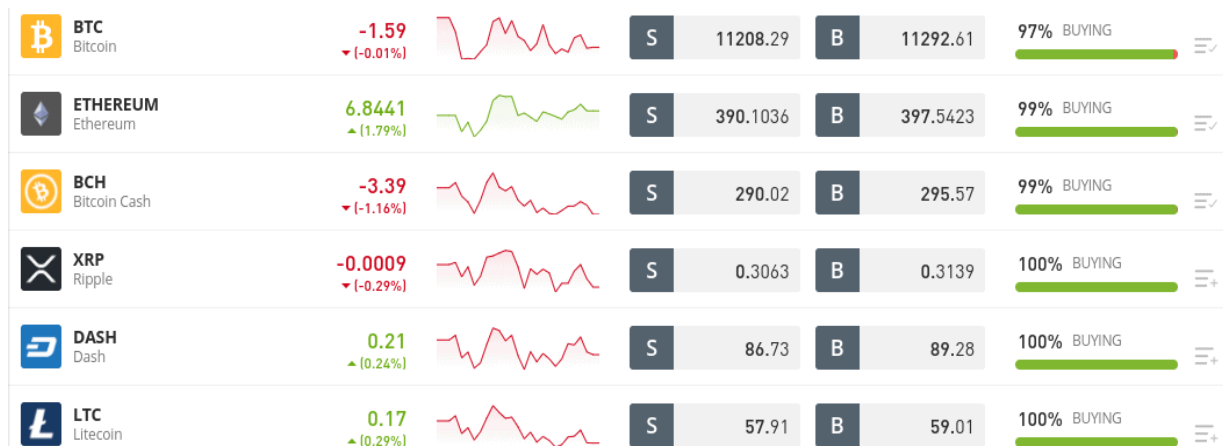 BTC
Bitcoin
-1.59
▼ (-0.01%)
S 11208.29
B 11292.61
97% BUYING
ETHEREUM
Ethereum
6.8441
▲ (1.79%)
S 390.1036
B 397.5423
99% BUYING
BCH
Bitcoin Cash
-3.39
▼ (-1.16%)
S 290.02
B 295.57
99% BUYING
XRP
Ripple
-0.0009
▼ (-0.29%)
S 0.3063
B 0.3139
100% BUYING
DASH
Dash
0.21
▲ (0.24%)
S 86.73
B 89.28
100% BUYING
LTC
Litecoin
0.17
▲ (0.29%)
S 57.91
B 59.01
100% BUYING